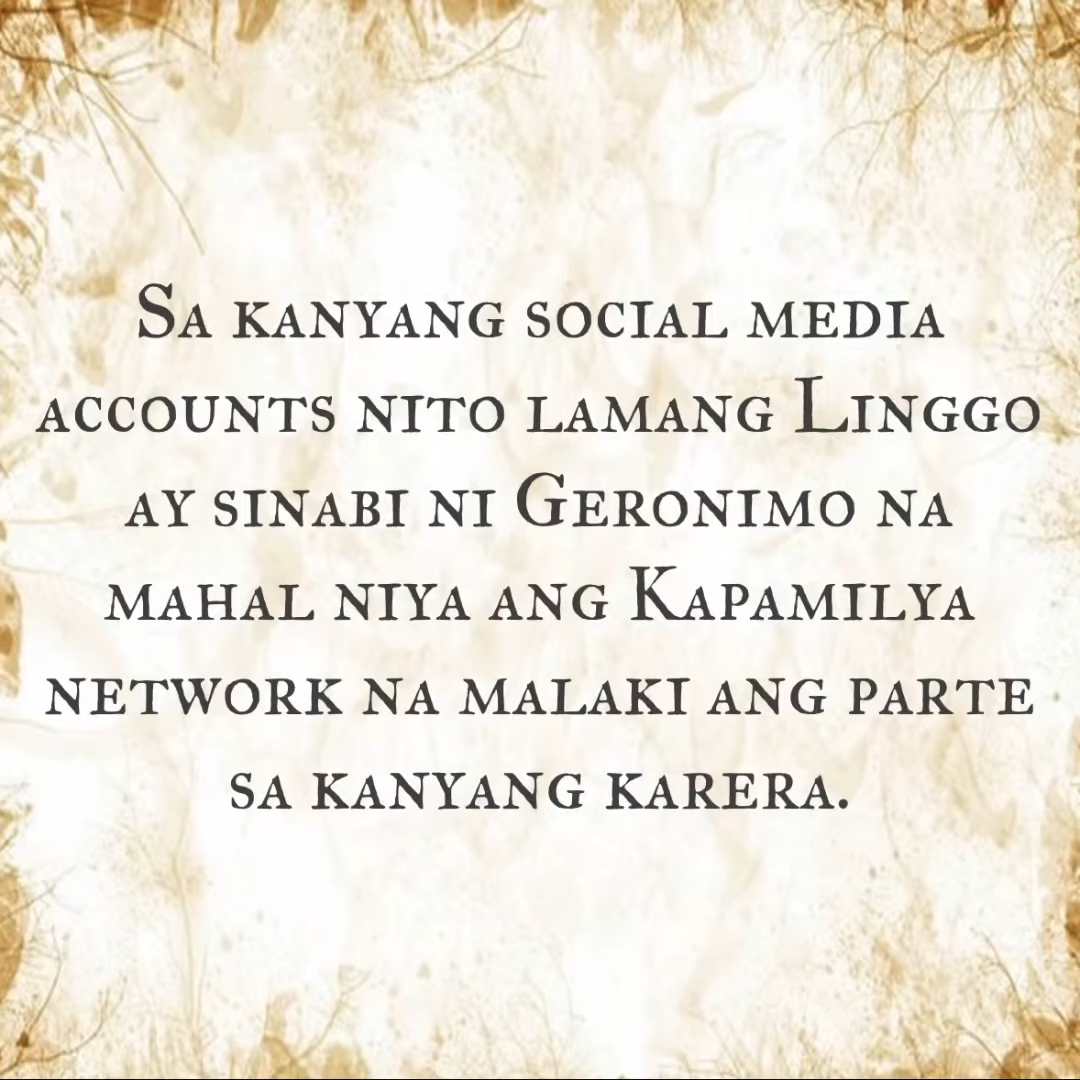 Sa kanyang social media
accounts nito lamang Linggo
ay sinabi ni Geronimo na
mahal niya ang Kapamilya
network na malaki ang parte
sa kanyang karera.